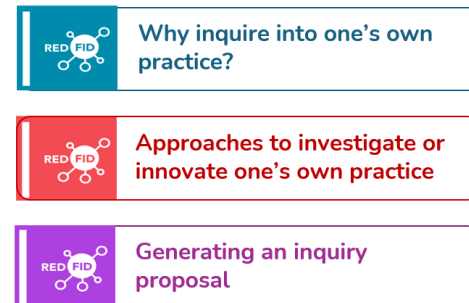 RED FID
Why inquire into one’s own
practice?
RED FID
Approaches to investigate or
innovate one’s own practice
RED FID
Generating an inquiry
proposal